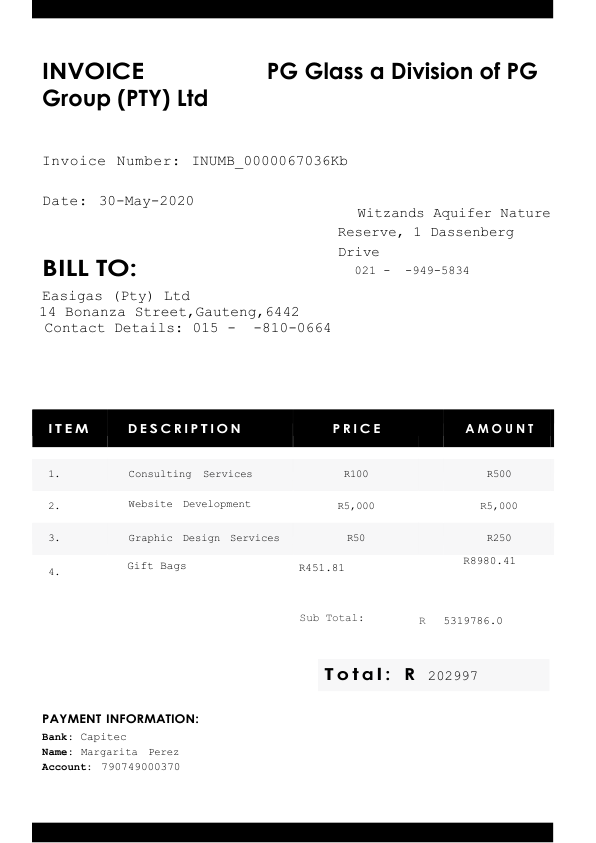 INVOICE PG Glass a Division of PG
Group (PTY) Ltd
Invoice Number: INUMB_0000067036Kb
Date: 30-May-2020
Witzands Aquifer Nature
Reserve, 1 Dassenberg
Drive
021 - -949-5834
BILL TO:
Easigas (Pty) Ltd
14 Bonanza Street,Gauteng,6442
Contact Details: 015 - -810-0664
ITEM DESCRIPTION PRICE AMOUNT
1. Consulting Services R100 R500
2. Website Development R5,000 R5,000
3. Graphic Design Services R50 R250
4. Gift Bags R451.81 R8980.41
Sub Total: R 5319786.0
Total: R 202997
PAYMENT INFORMATION:
Bank: Capitec
Name: Margarita Perez
Account: 790749000370